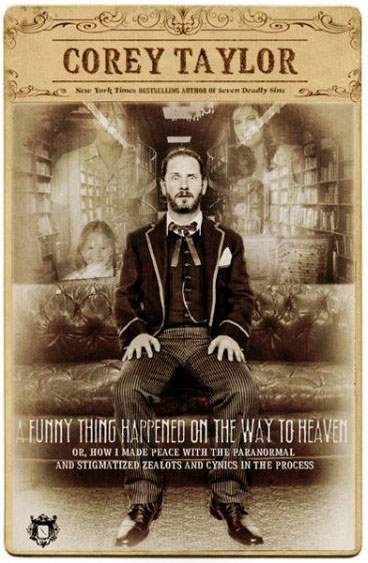 COREY TAYLOR
New York Times BESTSELLING AUTHOR OF Seven Deadly Sins
A FUNNY THING HAPPENED ON THE WAY TO HEAVEN
OR, HOW I MADE PEACE WITH THE PARANORMAL
AND STIGMATIZED ZEALOTS AND CYNICS IN THE PROCESS